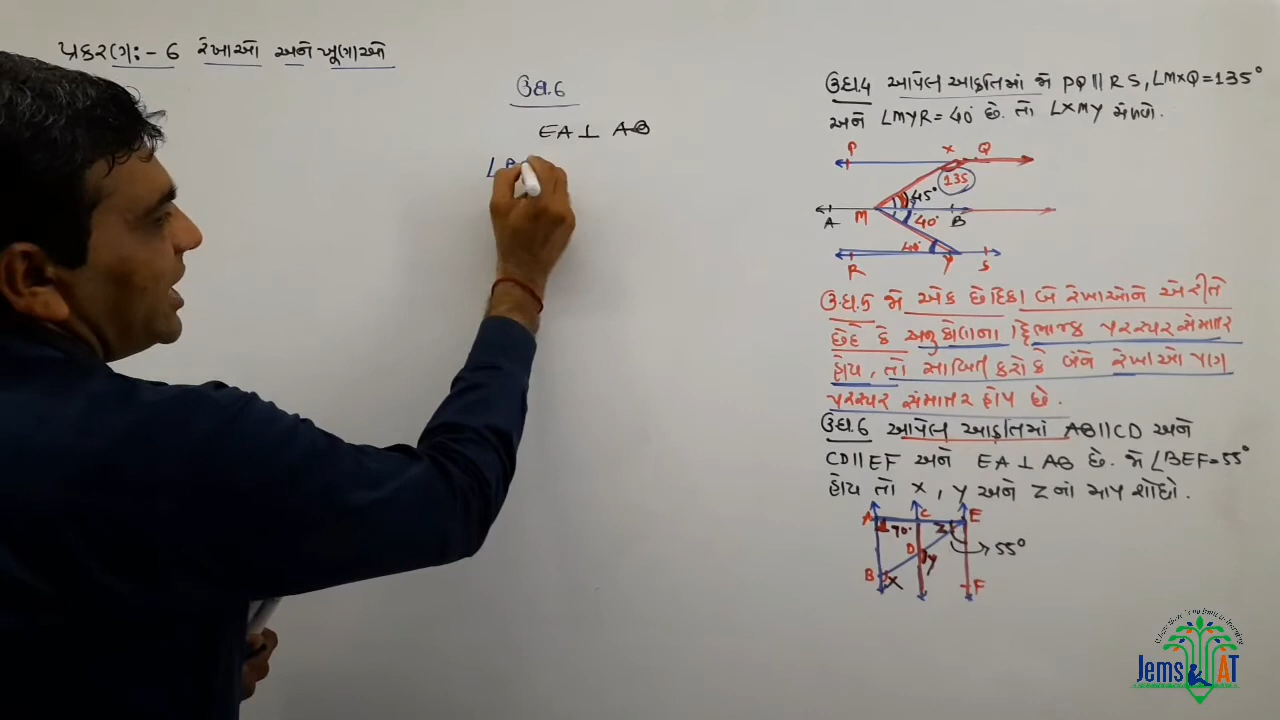 પ્રકરણ:- 6 રેખાઓ અને ખૂણાઓ
ઉદા.6
EA⊥ AB
∠B
ઉદા.4 આપેલ આકૃતિમાં જો PQ || RS, ∠MXQ = 135°
અને ∠MYR = 40° છે. તો ∠XMY મેળવો.
P X Q
135
45°
A M 40° B
40°
R Y S
ઉદા.5 જો એક છેદિકા બે રેખાઓને એ રીતે
છેદે કે અનુકોણના દ્વિભાજક પરસ્પર સમાંતર
હોય, તો સાબિત કરો કે બંને રેખાઓ પણ
પરસ્પર સમાંતર હોય છે.
ઉદા.6 આપેલ આકૃતિમાં AB||CD અને
CD||EF અને EA⊥AB છે. જો ∠BEF=55°
હોય તો x, y અને z નાં માપ શોધો.
A C E
90° z
D 55°
y
B x F
Jems AT